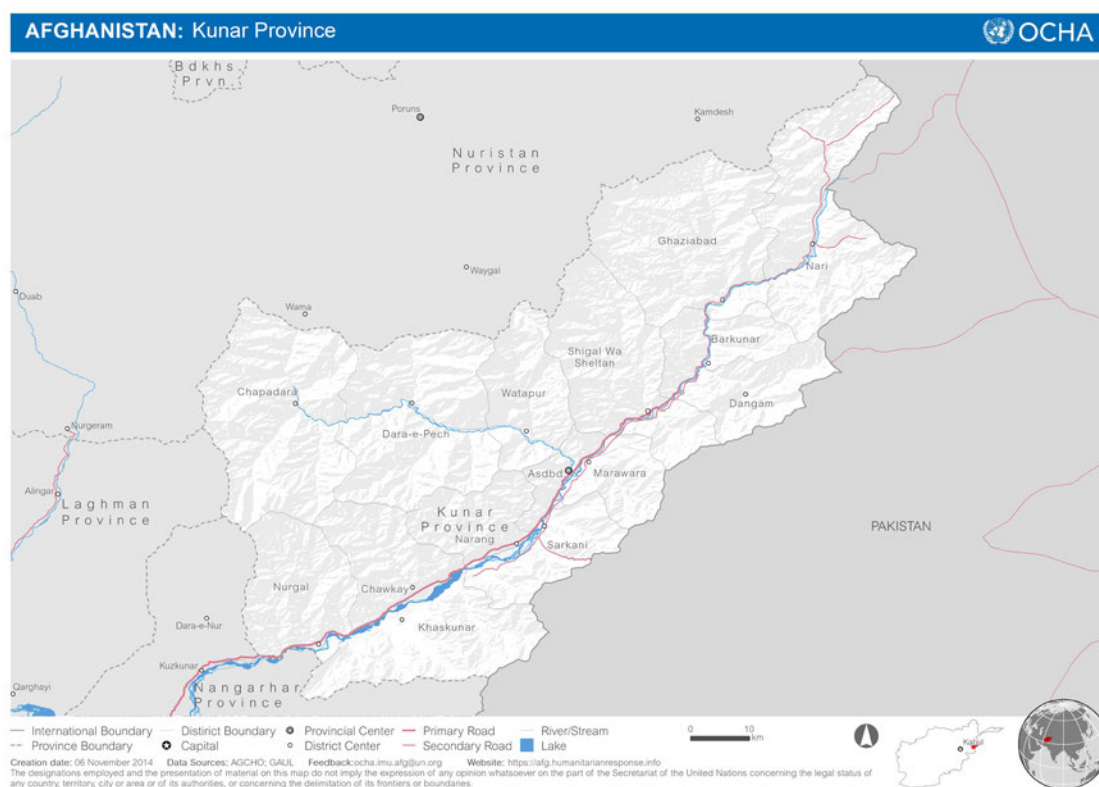 AFGHANISTAN: Kunar Province
OCHA
Bdkhs
Prvn.
Pcruns
Kamdesh
Nuristan
Province
Ghaziabad
Waygal
Nari
Duab
Wama
Barkunar
Shigal Wa
Sheltan
Chapadara
Watapur
Dangam
Nurgeram
Dara-e-Pech
Asdbd
Marawara
Alingar
Laghman
Province
Kunar
Province
Narang
PAKISTAN
Sarkani
Nurgal
Chawkay
Dara-e-Nur
Khaskunar
Kuzkunar
Qarghayi
Nangarhar
Province
International Boundary
Distirict Boundary
Provincial Center
Primary Road
River/Stream
0 10
km
Province Boundary
Capital
District Center
Secondary Road
Lake
Kabul
Creation date: 06 November 2014 Data Sources: AGCHO; GAUL Feedback:ocha.imu.afg@un.org Website: https://afg.humanitarianresponse.info
The designations employed and the presentation of material on this map do not imply the expression of any opinion whatsoever on the part of the Secretariat of the United Nations concerning the legal status of
any country, territory, city or area or of its authorities, or concerning the delimitation of its frontiers or boundaries.